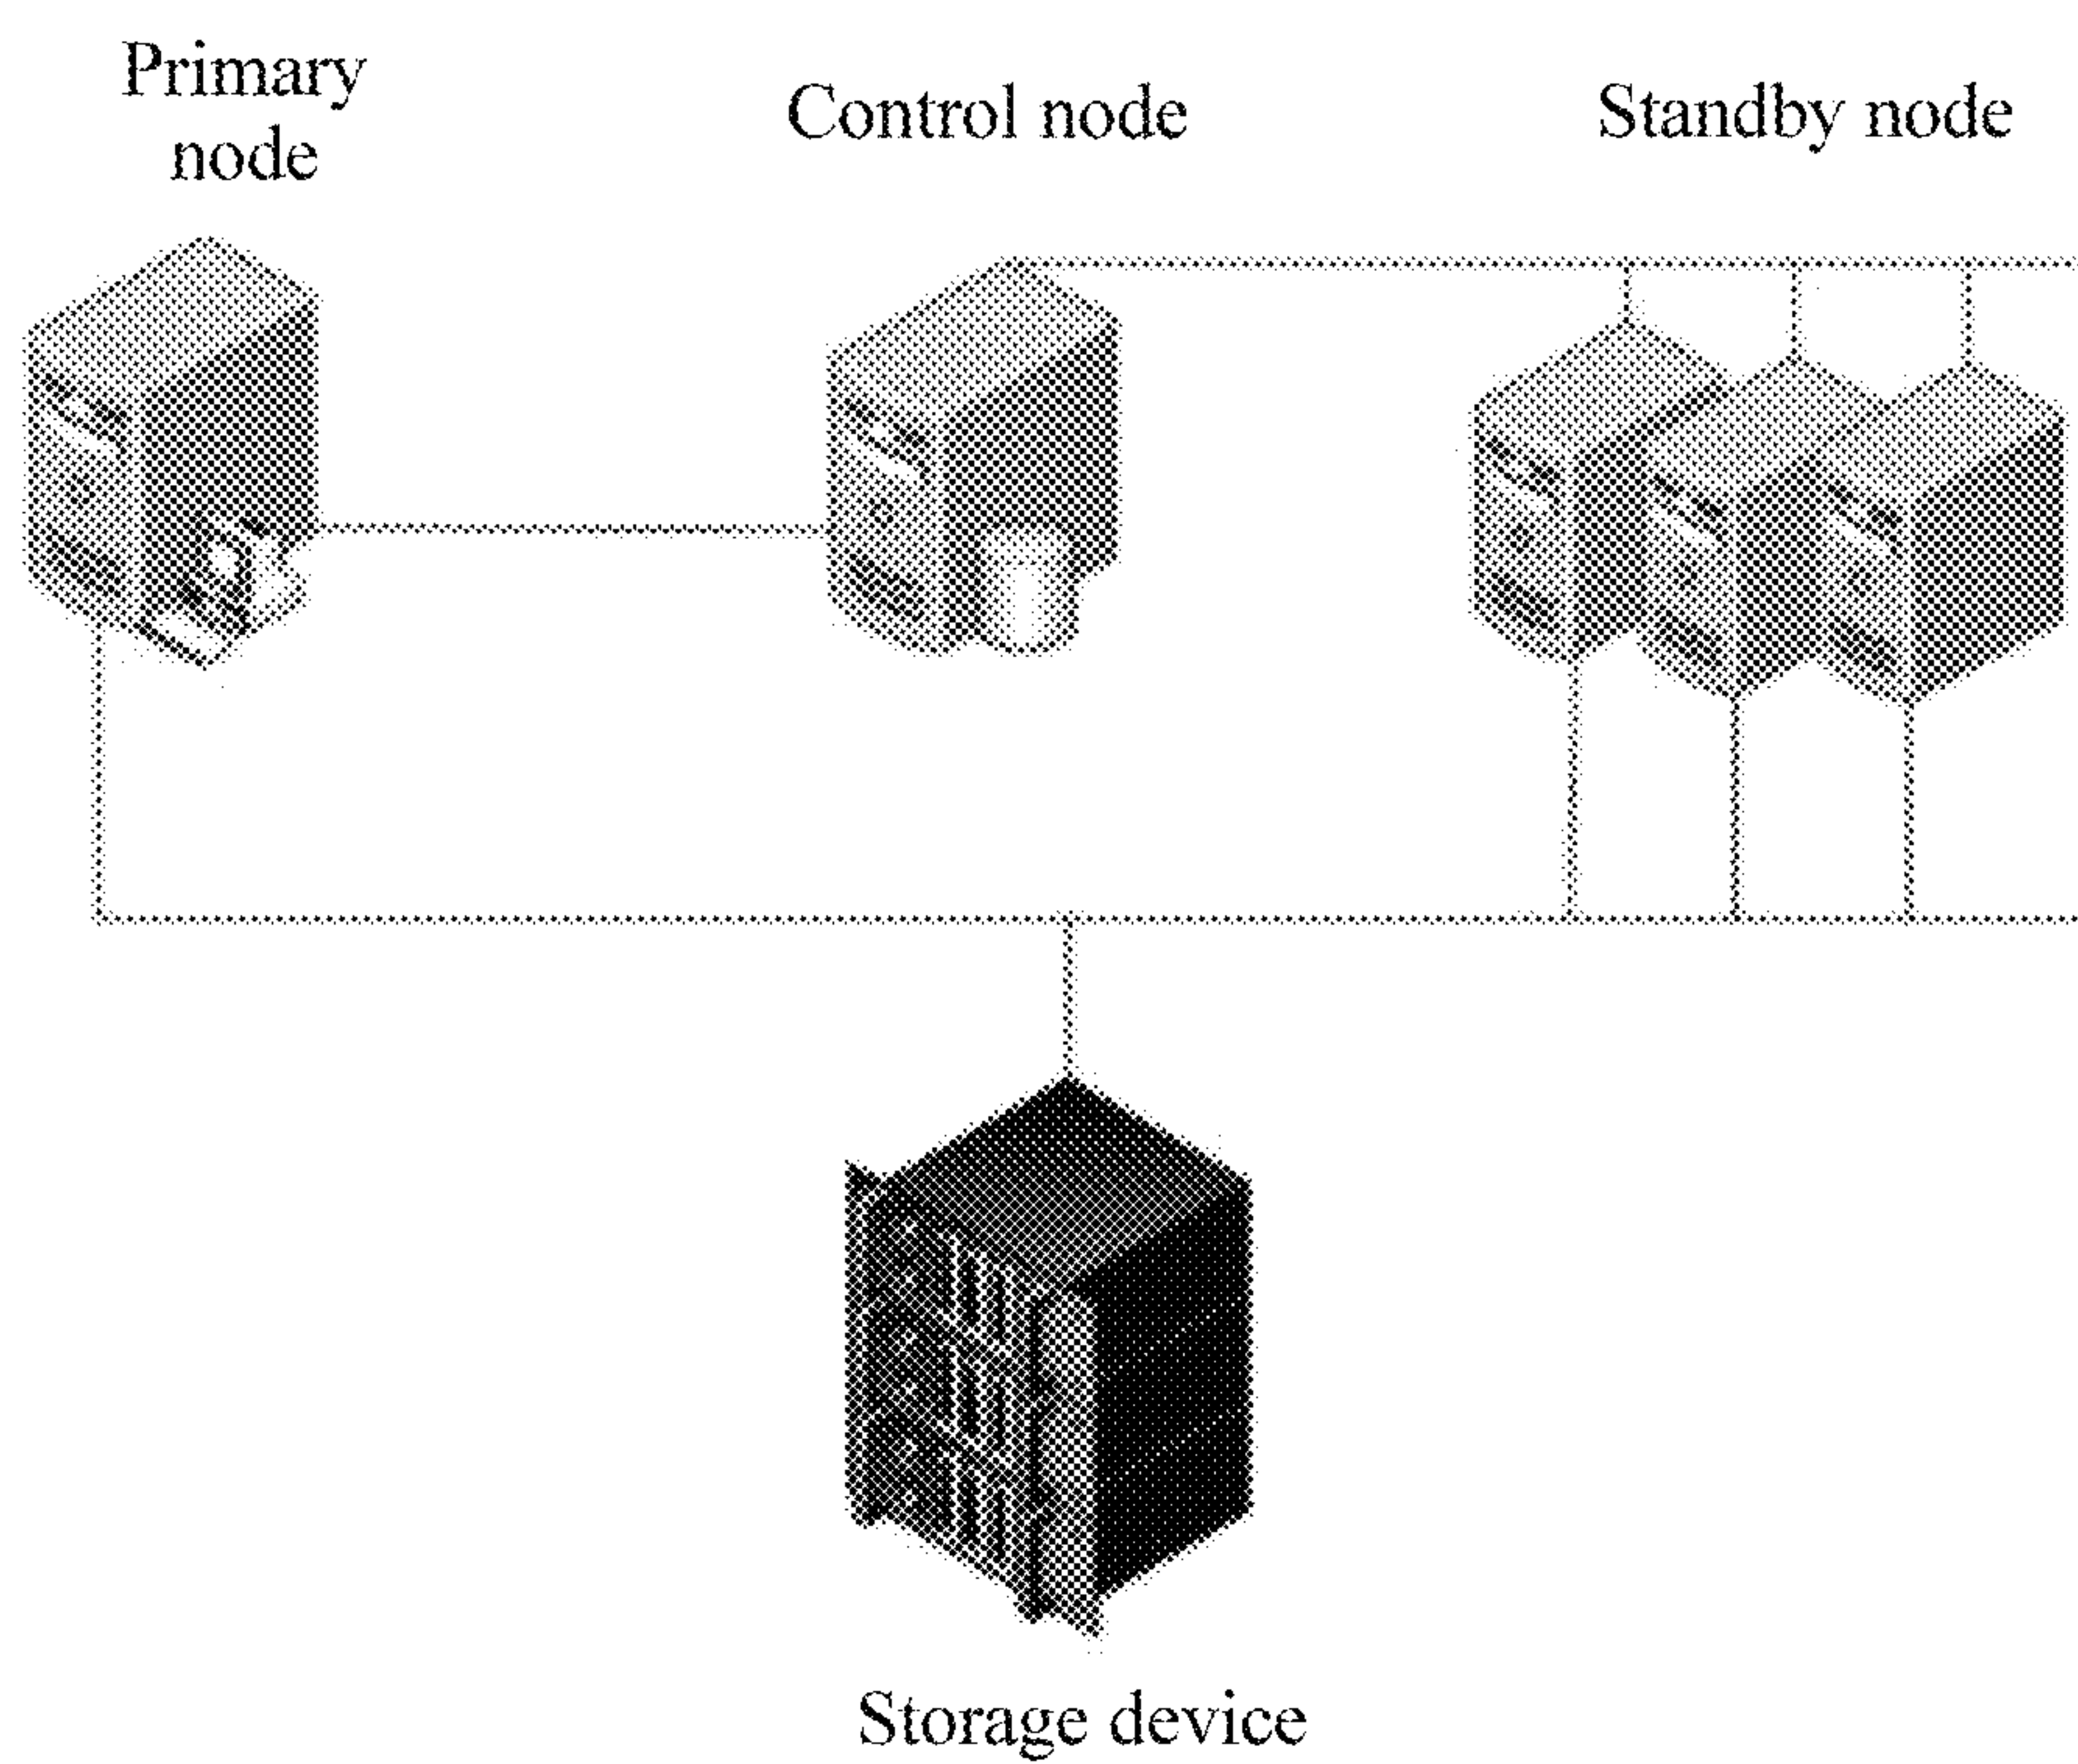 Primary
node
Control node
Standby node
Storage device